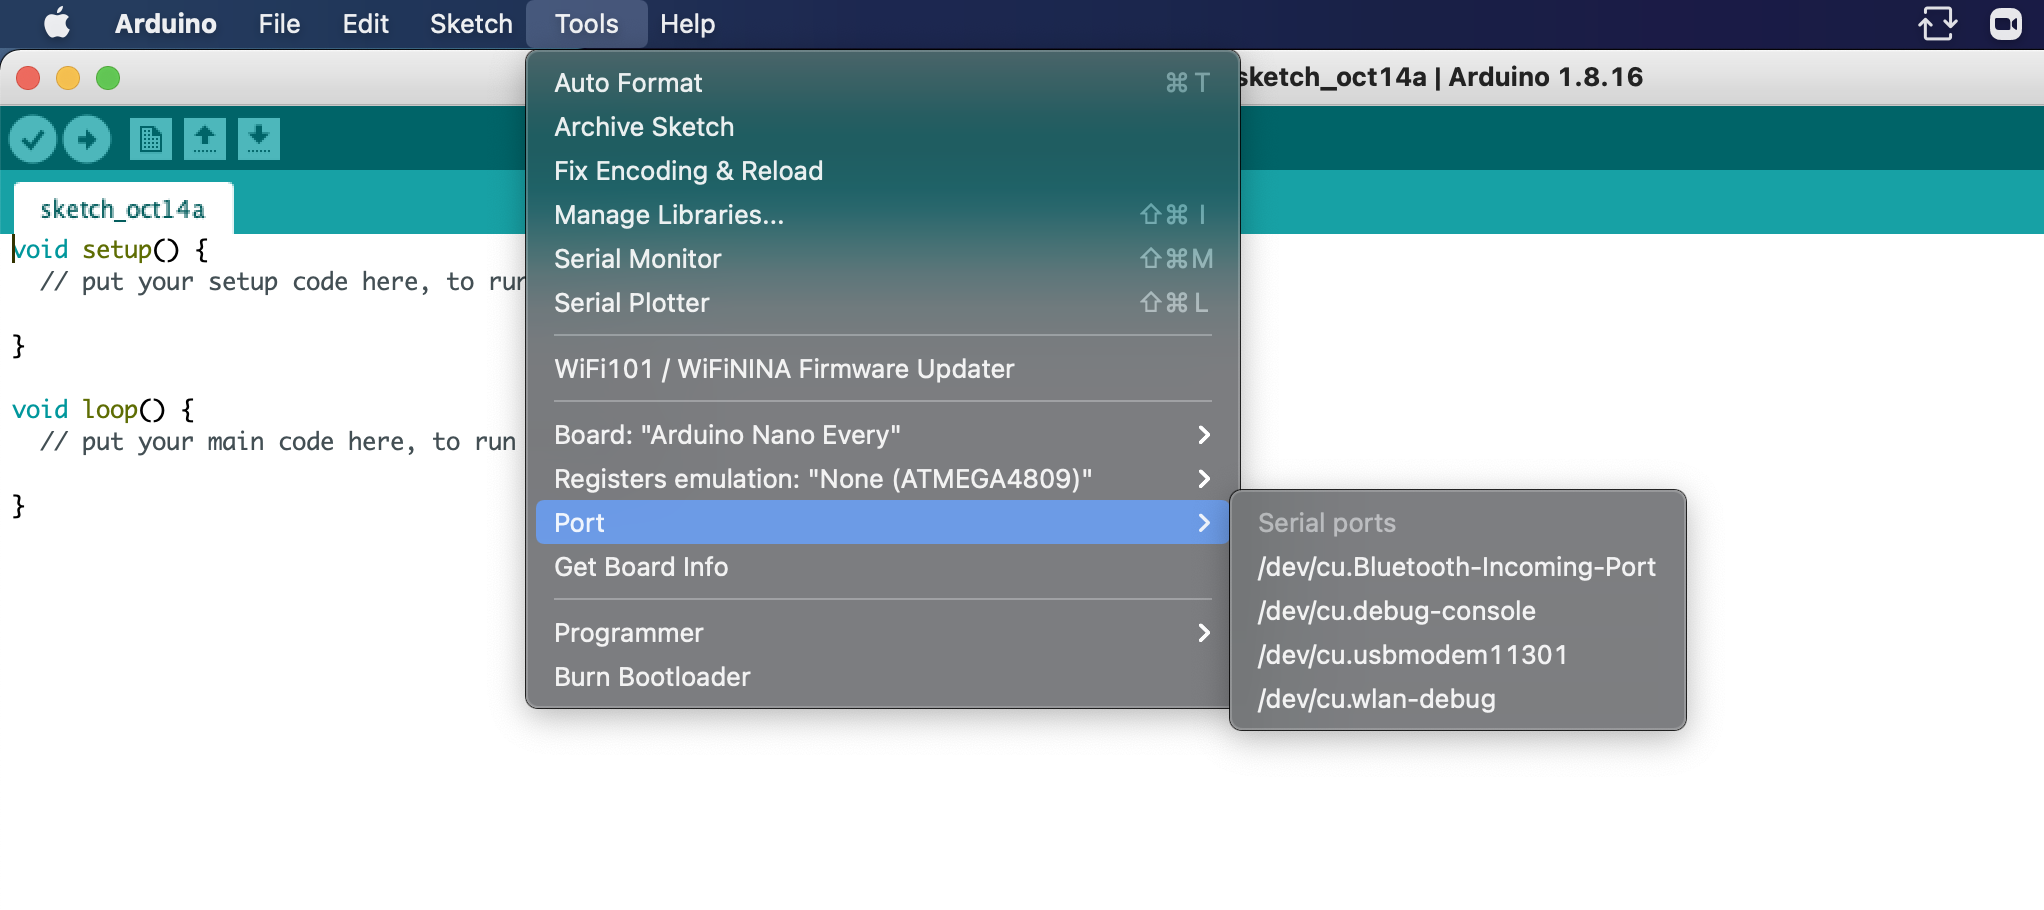 Arduino File Edit Sketch Tools Help
sketch_oct14a | Arduino 1.8.16
sketch_oct14a
void setup() {
// put your setup code here, to run
}
void loop() {
// put your main code here, to run
}
Auto Format ⌘T
Archive Sketch
Fix Encoding & Reload
Manage Libraries... ⇧⌘I
Serial Monitor ⇧⌘M
Serial Plotter ⇧⌘L
WiFi101 / WiFiNINA Firmware Updater
Board: "Arduino Nano Every"
Registers emulation: "None (ATMEGA4809)"
Port
Get Board Info
Programmer
Burn Bootloader
Serial ports
/dev/cu.Bluetooth-Incoming-Port
/dev/cu.debug-console
/dev/cu.usbmodem11301
/dev/cu.wlan-debug